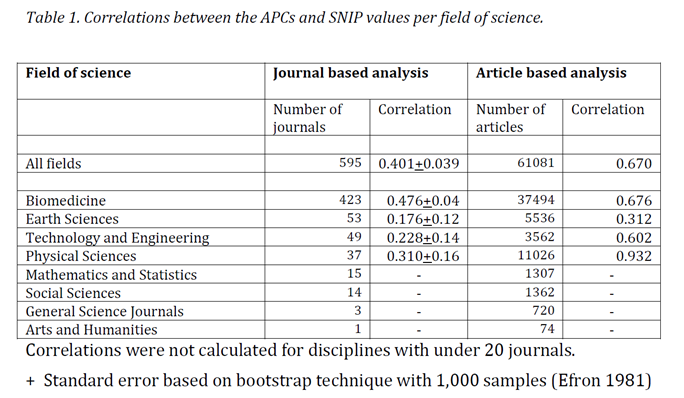 Table 1. Correlations between the APCs and SNIP values per field of science.
Field of science Journal based analysis Article based analysis
Number of journals Correlation Number of articles Correlation
All fields 595 0.401±0.039 61081 0.670
Biomedicine 423 0.476±0.04 37494 0.676
Earth Sciences 53 0.176±0.12 5536 0.312
Technology and Engineering 49 0.228±0.14 3562 0.602
Physical Sciences 37 0.310±0.16 11026 0.932
Mathematics and Statistics 15 - 1307 -
Social Sciences 14 - 1362 -
General Science Journals 3 - 720 -
Arts and Humanities 1 - 74 -
Correlations were not calculated for disciplines with under 20 journals.
+ Standard error based on bootstrap technique with 1,000 samples (Efron 1981)